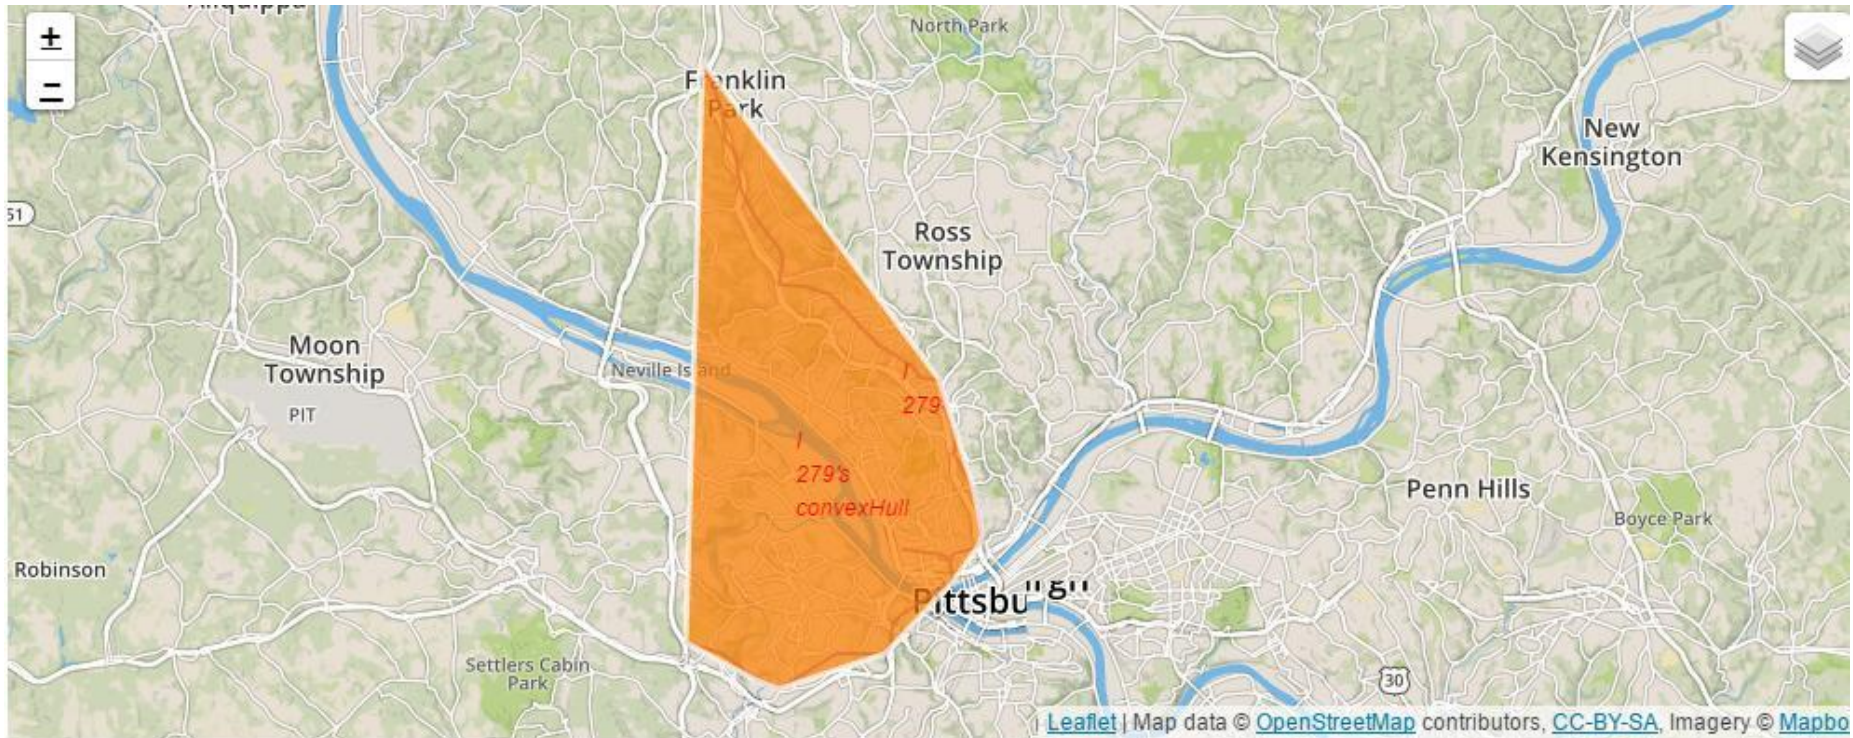 +
−
North Park
Franklin
Park
New
Kensington
51
Ross
Township
Moon
Township
Neville Island
PIT
I
279
I
279's
convexHull
Penn Hills
Boyce Park
Robinson
Settlers Cabin
Park
30
Leaflet | Map data © OpenStreetMap contributors, CC-BY-SA, Imagery © Mapbo